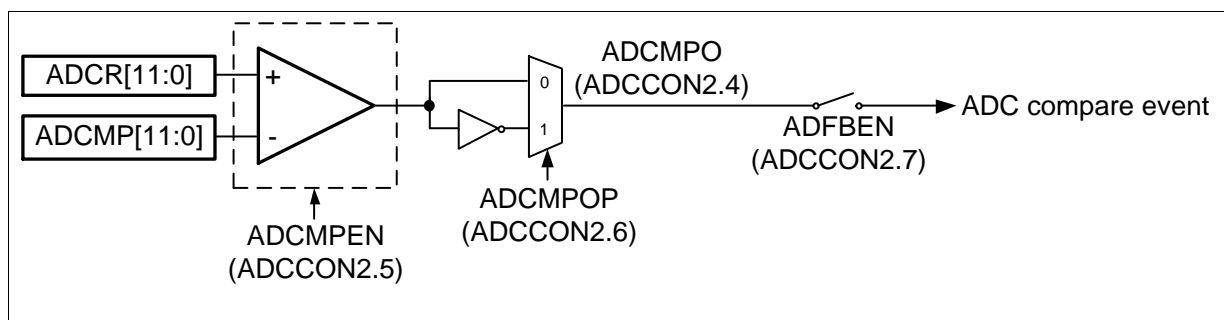 ADCR[11:0]
ADCMP[11:0]
+
-
0
1
ADCMPO
(ADCCON2.4)
ADFBEN
(ADCCON2.7)
ADC compare event
ADCMPOP
(ADCCON2.6)
ADCMPEN
(ADCCON2.5)